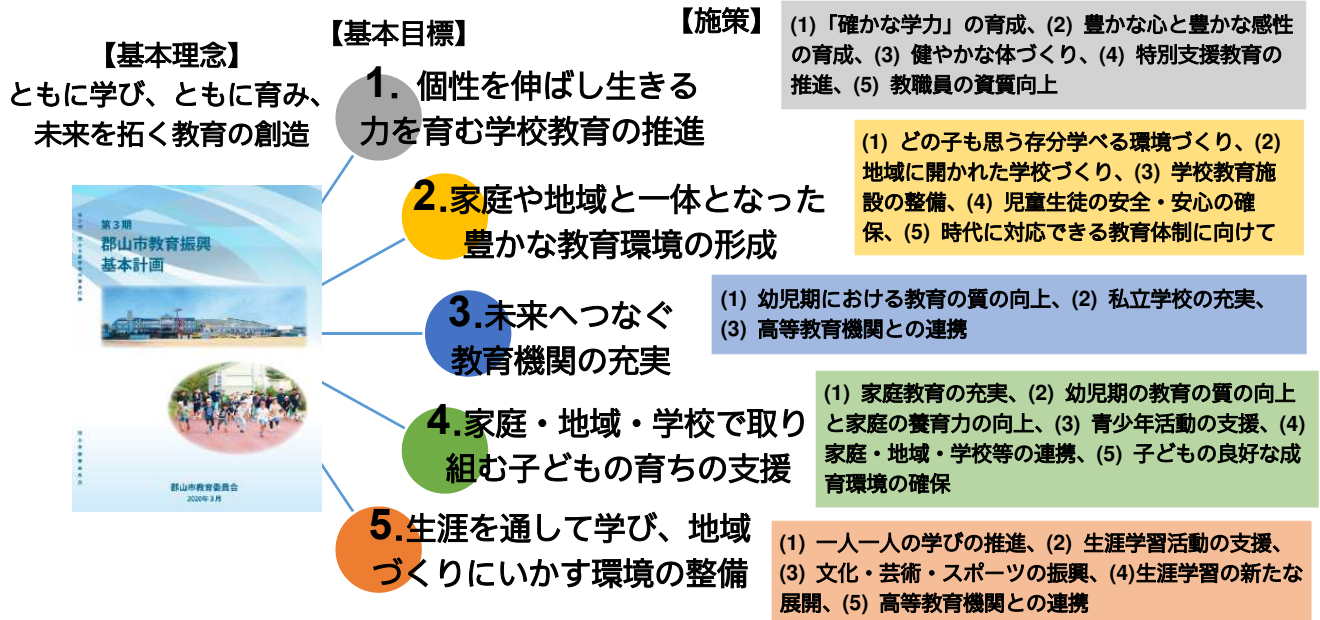 【基本理念】
ともに学び、ともに育み、
未来を拓く教育の創造
第3期
郡山市教育振興
基本計画
郡山市教育委員会
2020年3月
【基本目標】
1. 個性を伸ばし生きる
力を育む学校教育の推進
2.家庭や地域と一体となった
豊かな教育環境の形成
3.未来へつなぐ
教育機関の充実
4.家庭・地域・学校で取り
組む子どもの育ちの支援
5.生涯を通して学び、地域
づくりにいかす環境の整備
【施策】
(1)「確かな学力」の育成、(2) 豊かな心と豊かな感性
の育成、(3) 健やかな体づくり、(4) 特別支援教育の
推進、(5) 教職員の資質向上
(1) どの子も思う存分学べる環境づくり、(2)
地域に開かれた学校づくり、(3) 学校教育施
設の整備、(4) 児童生徒の安全・安心の確
保、(5) 時代に対応できる教育体制に向けて
(1) 幼児期における教育の質の向上、(2) 私立学校の充実、
(3) 高等教育機関との連携
(1) 家庭教育の充実、(2) 幼児期の教育の質の向上
と家庭の養育力の向上、(3) 青少年活動の支援、(4)
家庭・地域・学校等の連携、(5) 子どもの良好な成
育環境の確保
(1) 一人一人の学びの推進、(2) 生涯学習活動の支援、
(3) 文化・芸術・スポーツの振興、(4)生涯学習の新たな
展開、(5) 高等教育機関との連携